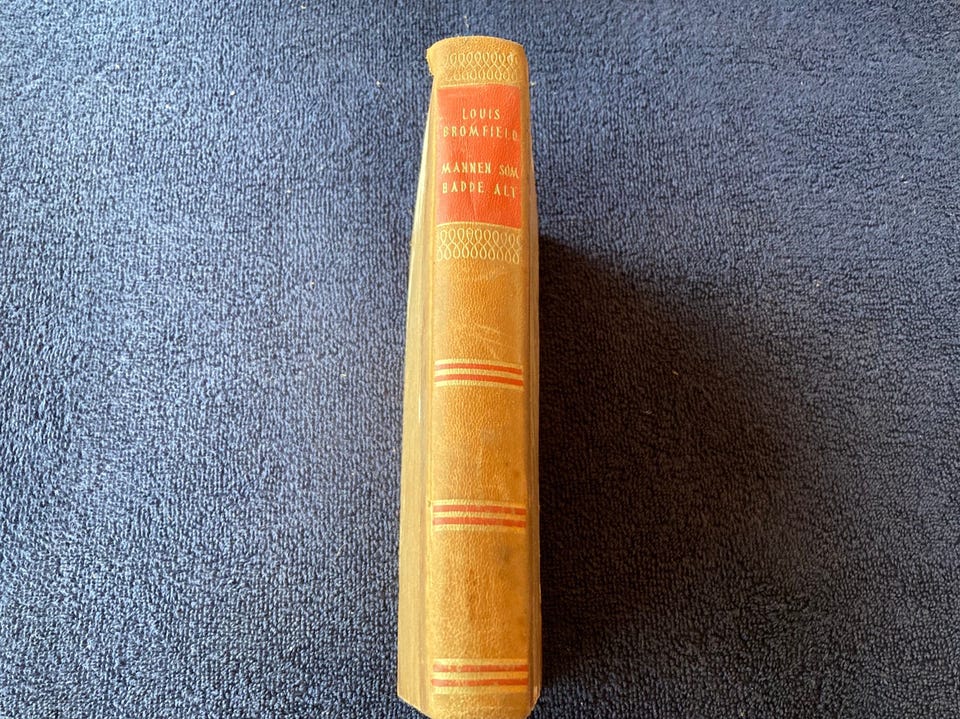 LOUIS
BROMFIELD
MANNEN SOM
HADDE ALT